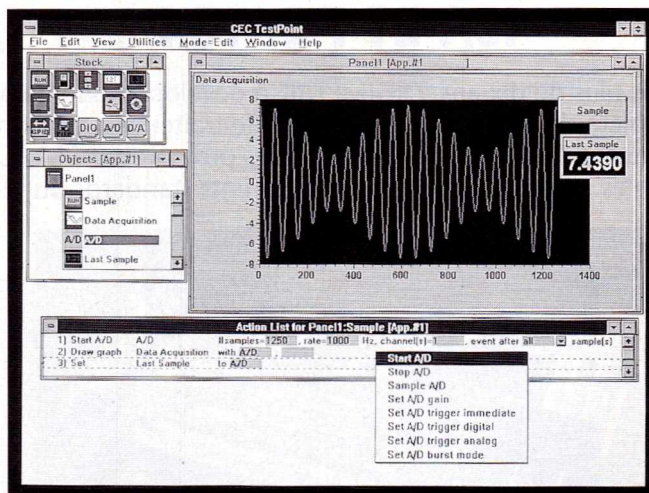 CEC TestPoint
File Edit View Utilities Mode=Edit Window Help
Stock
RUN
GPIB DIO A/D D/A
Objects [App.#1]
Panel1
RUN Sample
Data Acquisition
A/D A/D
Last Sample
Panel1 [App.#1 ]
Data Acquisition
8
6
4
2
0
-2
-4
-6
-8
0 200 400 600 800 1000 1200 1400
Sample
Last Sample
7.4390
Action List for Panel1:Sample [App.#1]
1) Start A/D A/D #samples=1250 , rate=1000 Hz, channel(s)=1 , event after all sample(s)
2) Draw graph Data Acquisition with A/D ,
3) Set Last Sample to A/D
Start A/D
Stop A/D
Sample A/D
Set A/D gain
Set A/D trigger immediate
Set A/D trigger digital
Set A/D trigger analog
Set A/D burst mode